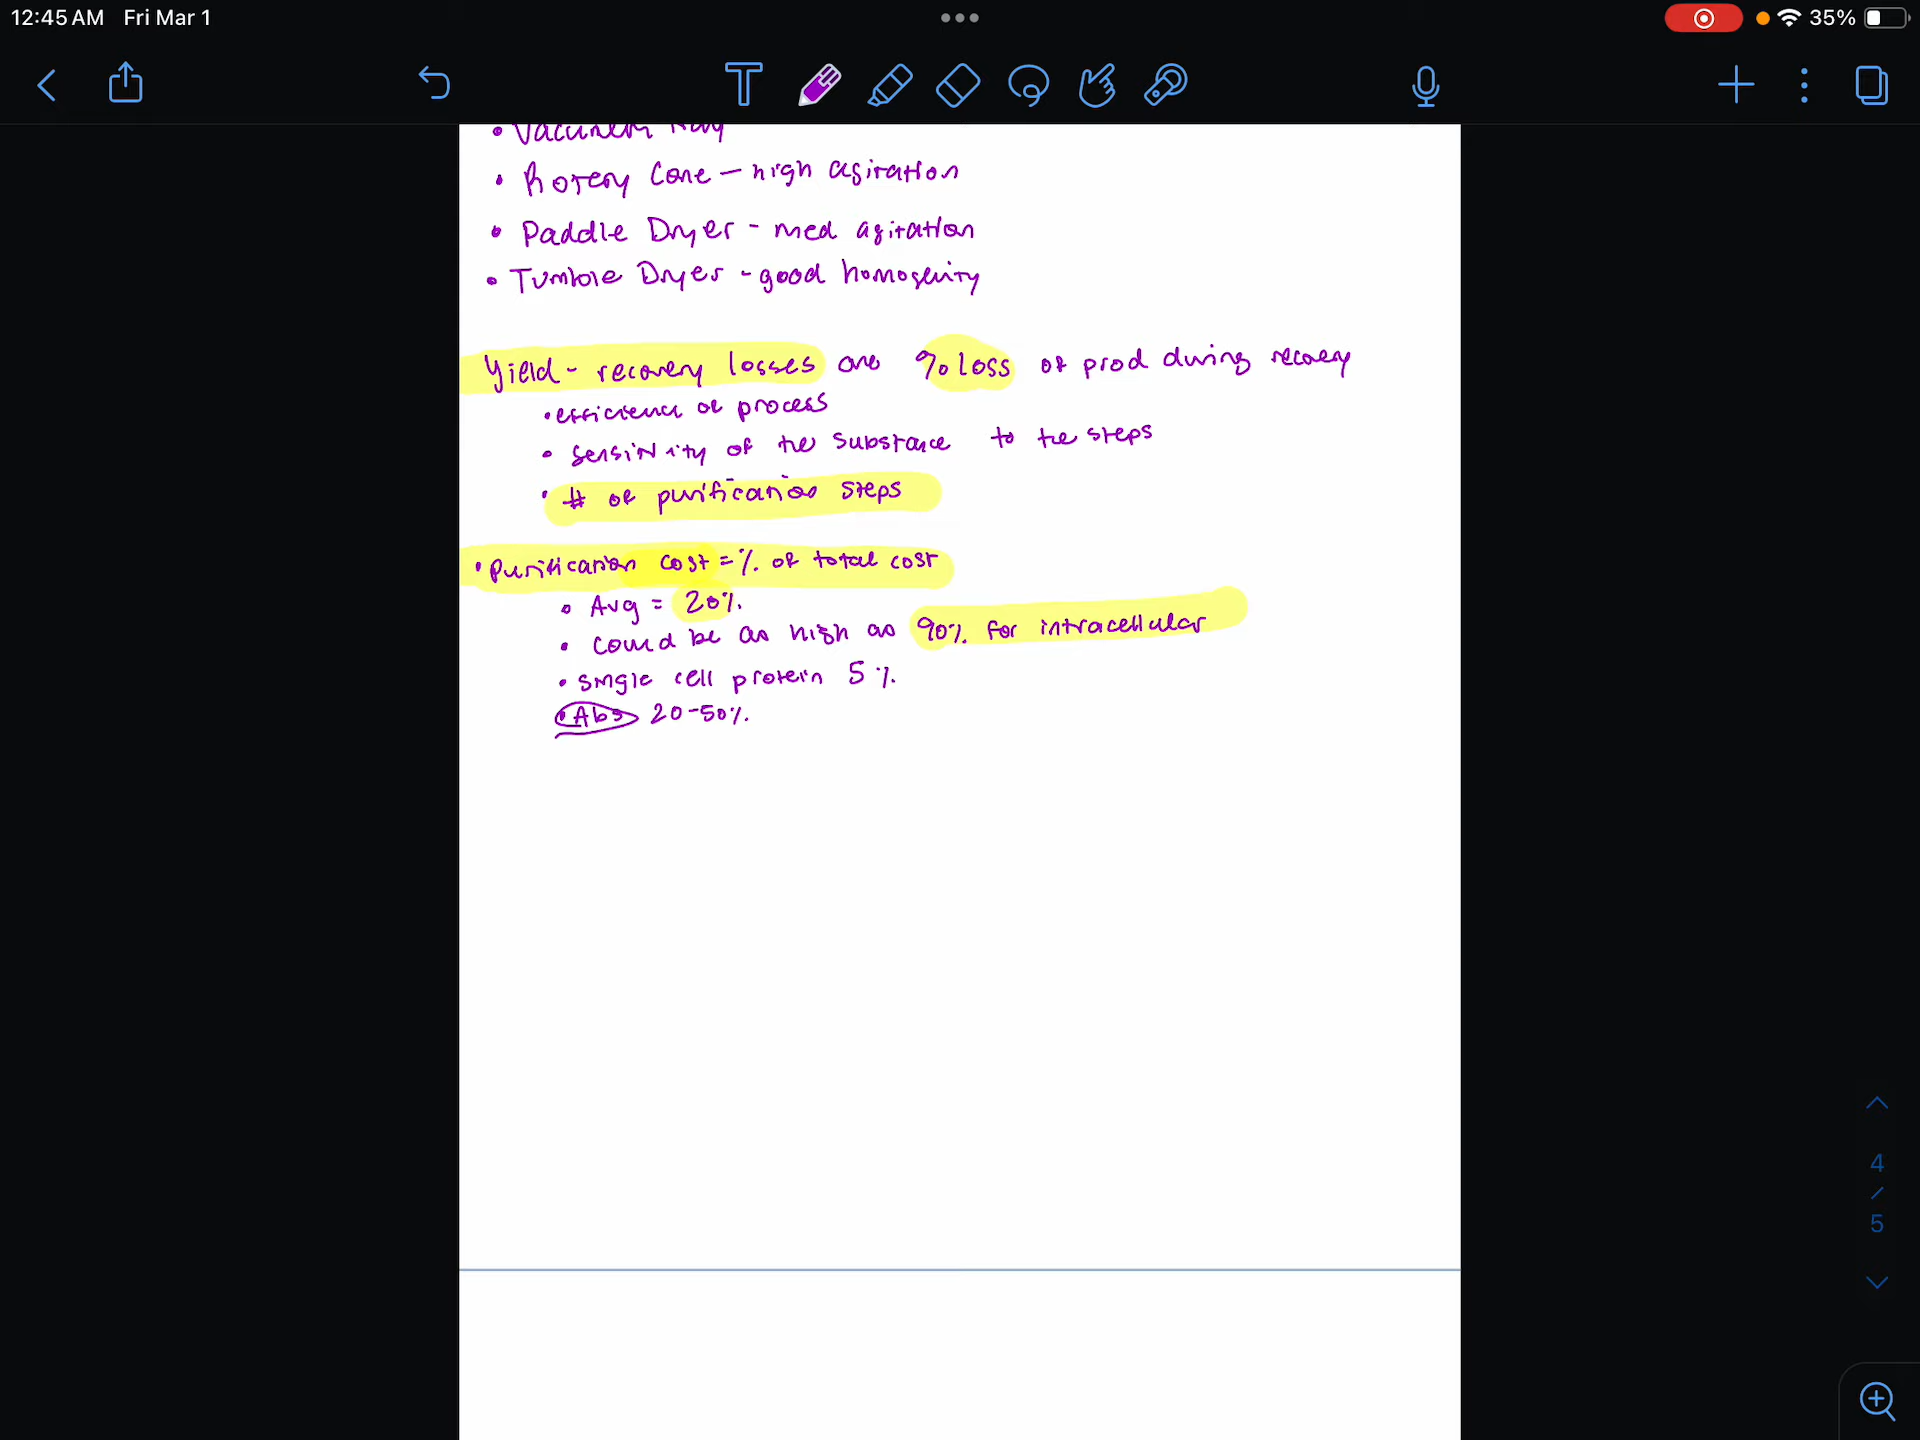 12:45 AM Fri Mar 1
35%
• Rotery Cone – high agitation
• Paddle Dryer - med agitation
• Tumble Dryer - good homogenity
Yield - recovery losses are % loss of prod during recovery
• efficience of process
• sensitivity of the substance to the steps
• # of purification steps
• purification cost = % of total cost
• Avg = 20%.
• could be as high as 90% for intracellular
• single cell protein 5 %.
• Abs 20-50%.
4
/
5